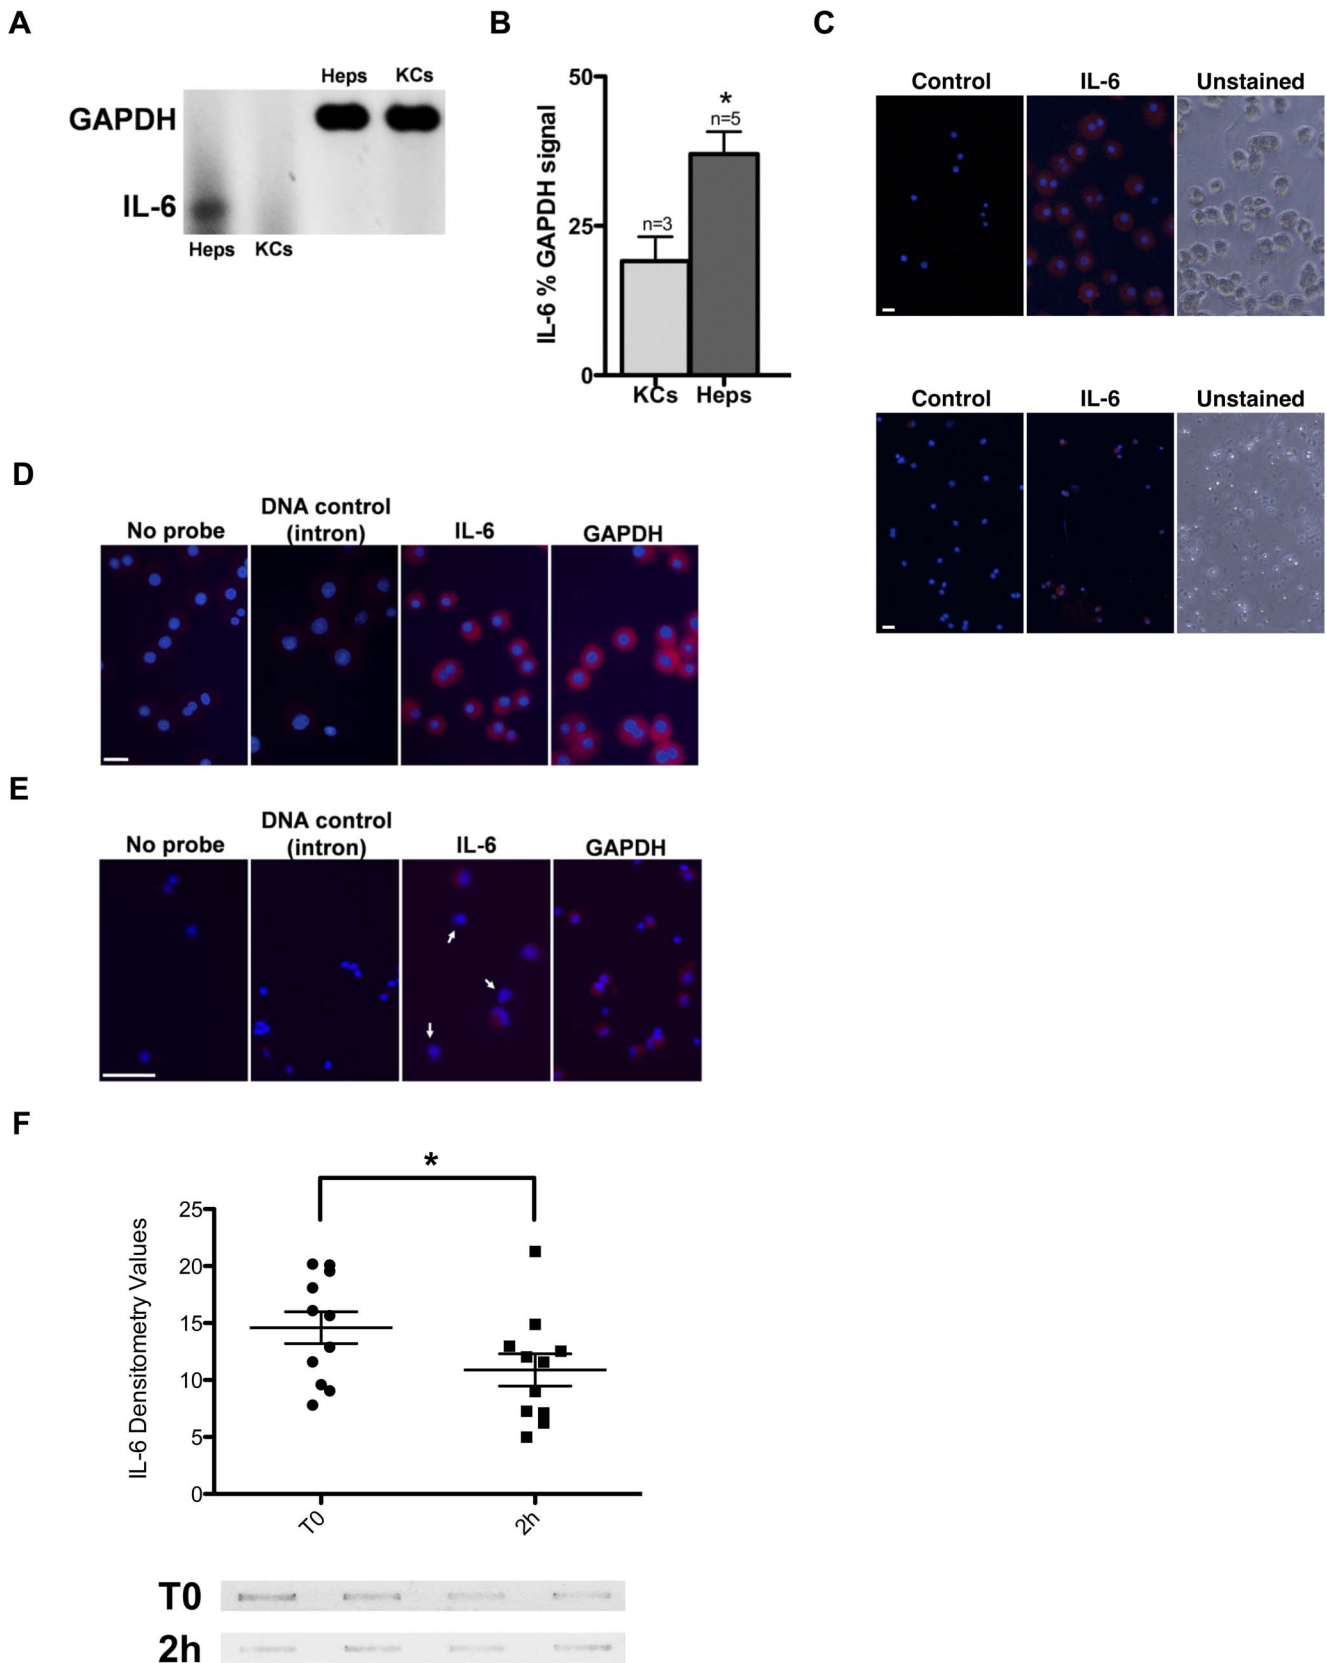 A
Heps KCs
GAPDH
IL-6
Heps KCs
B
50
25
0
IL-6 % GAPDH signal
n=3
*
n=5
KCs Heps
C
Control IL-6 Unstained
Control IL-6 Unstained
D
No probe
DNA control
(intron)
IL-6
GAPDH
E
No probe
DNA control
(intron)
IL-6
GAPDH
F
*
25
20
15
10
5
0
IL-6 Densitometry Values
T0
2h
T0
2h